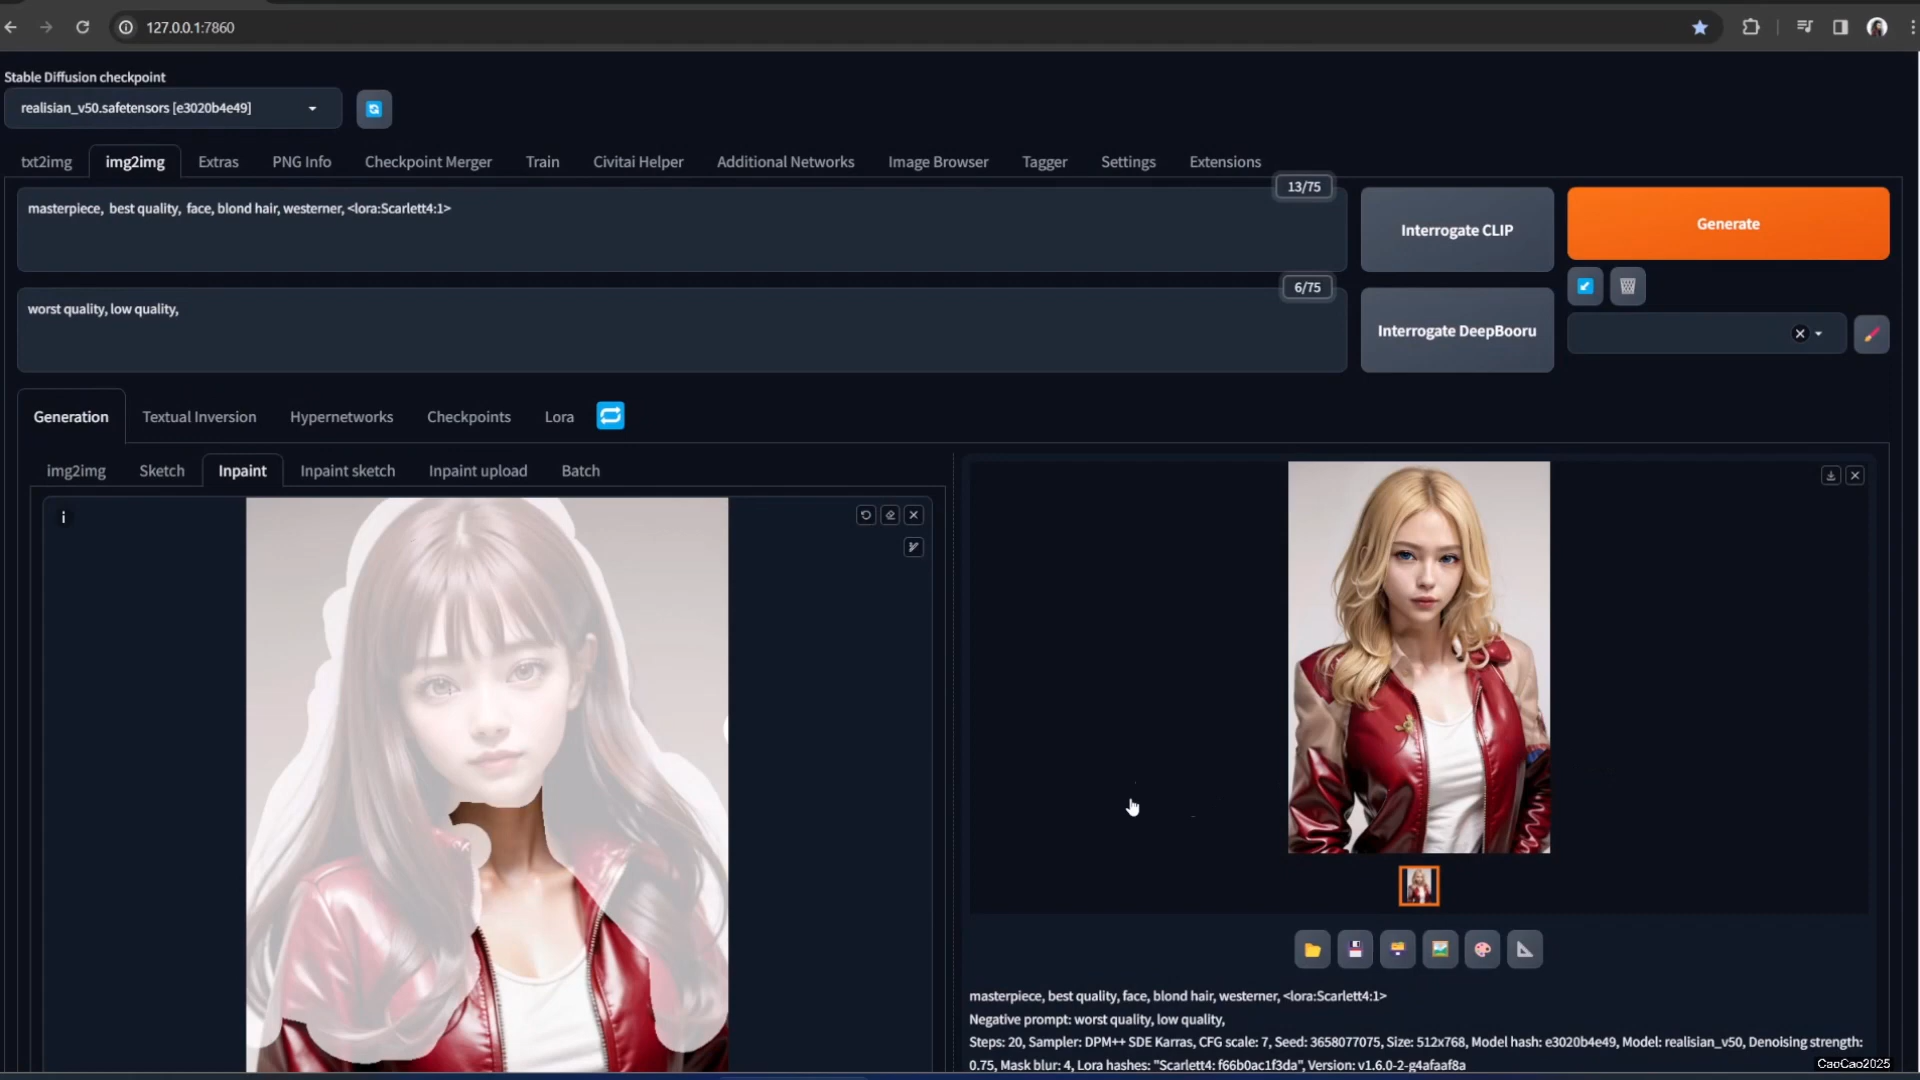 127.0.0.1:7860
Stable Diffusion checkpoint
realisian_v50.safetensors [e3020b4e49]
txt2img img2img Extras PNG Info Checkpoint Merger Train Civitai Helper Additional Networks Image Browser Tagger Settings Extensions
13/75
masterpiece, best quality, face, blond hair, westerner, <lora:Scarlett4:1>
Interrogate CLIP
Generate
6/75
worst quality, low quality,
Interrogate DeepBooru
Generation Textual Inversion Hypernetworks Checkpoints Lora
img2img Sketch Inpaint Inpaint sketch Inpaint upload Batch
masterpiece, best quality, face, blond hair, westerner, <lora:Scarlett4:1>
Negative prompt: worst quality, low quality,
Steps: 20, Sampler: DPM++ SDE Karras, CFG scale: 7, Seed: 3658077075, Size: 512x768, Model hash: e3020b4e49, Model: realisian_v50, Denoising strength:
0.75, Mask blur: 4, Lora hashes: "Scarlett4: f66b0ac1f3da", Version: v1.6.0-2-g4afaaf8a
CaoCao2025